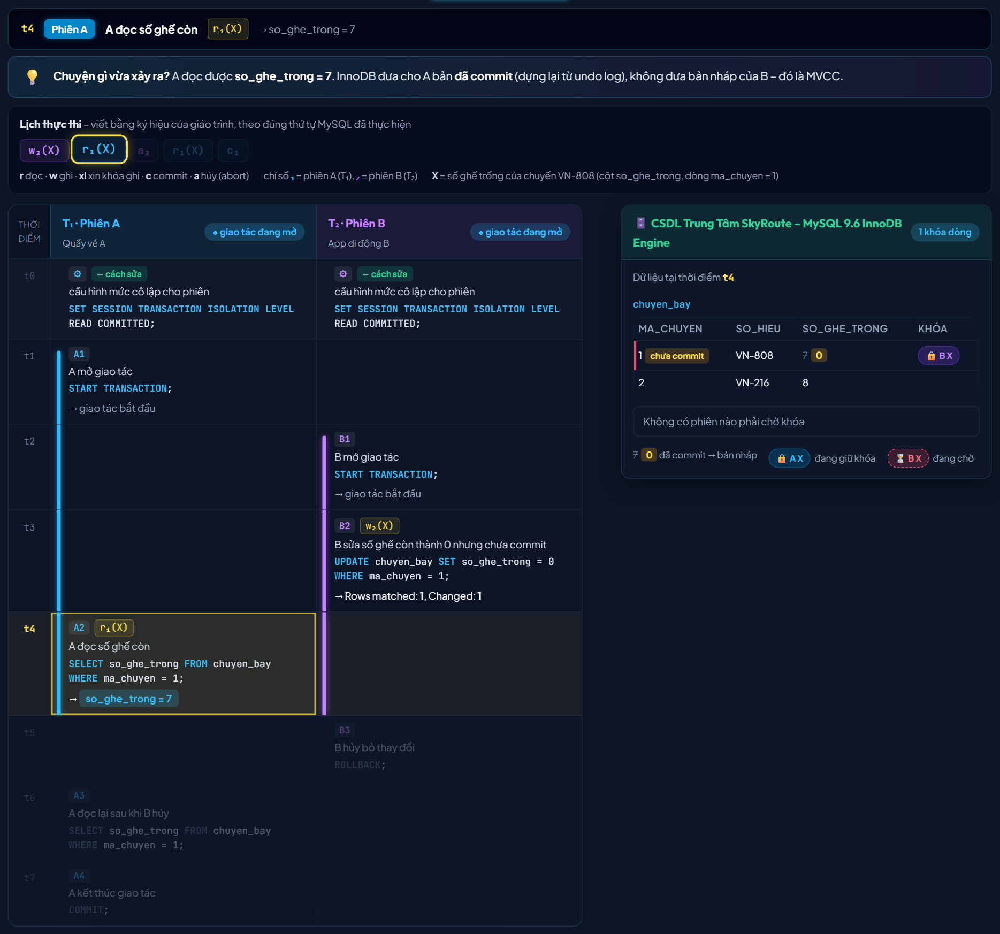 t4 Phiên A A đọc số ghế còn r₁(X) → so_ghe_trong = 7
💡 Chuyện gì vừa xảy ra? A đọc được so_ghe_trong = 7. InnoDB đưa cho A bản đã commit (dựng lại từ undo log), không đưa bản nháp của B – đó là MVCC.
Lịch thực thi – viết bằng ký hiệu của giáo trình, theo đúng thứ tự MySQL đã thực hiện
w₂(X) r₁(X) a₂ r₁(X) c₁
r đọc · w ghi · xl xin khóa ghi · c commit · a hủy (abort) chỉ số ₁ = phiên A (T₁), ₂ = phiên B (T₂) X = số ghế trống của chuyến VN-808 (cột so_ghe_trong, dòng ma_chuyen = 1)
THỜI
ĐIỂM
T₁ · Phiên A
Quầy vé A
● giao tác đang mở
T₂ · Phiên B
App di động B
● giao tác đang mở
t0
⚙ ← cách sửa
cấu hình mức cô lập cho phiên
SET SESSION TRANSACTION ISOLATION LEVEL
READ COMMITTED;
⚙ ← cách sửa
cấu hình mức cô lập cho phiên
SET SESSION TRANSACTION ISOLATION LEVEL
READ COMMITTED;
t1
A1
A mở giao tác
START TRANSACTION;
→ giao tác bắt đầu
t2
B1
B mở giao tác
START TRANSACTION;
→ giao tác bắt đầu
t3
B2 w₂(X)
B sửa số ghế còn thành 0 nhưng chưa commit
UPDATE chuyen_bay SET so_ghe_trong = 0
WHERE ma_chuyen = 1;
→ Rows matched: 1, Changed: 1
t4
A2 r₁(X)
A đọc số ghế còn
SELECT so_ghe_trong FROM chuyen_bay
WHERE ma_chuyen = 1;
→ so_ghe_trong = 7
t5
B3
B hủy bỏ thay đổi
ROLLBACK;
t6
A3
A đọc lại sau khi B hủy
SELECT so_ghe_trong FROM chuyen_bay
WHERE ma_chuyen = 1;
t7
A4
A kết thúc giao tác
COMMIT;
CSDL Trung Tâm SkyRoute – MySQL 9.6 InnoDB
Engine
1 khóa dòng
Dữ liệu tại thời điểm t4
chuyen_bay
MA_CHUYEN SO_HIEU SO_GHE_TRONG KHÓA
1 chưa commit VN-808 7 0 🔒 B X
2 VN-216 8
Không có phiên nào phải chờ khóa
7 0 đã commit → bản nháp 🔒 A X đang giữ khóa ⏳ B X đang chờ